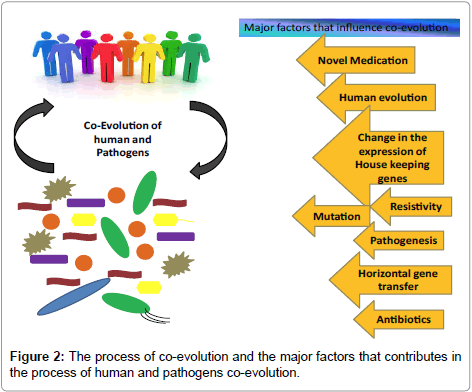 Major factors that influence co-evolution
Novel Medication
Human evolution
Co-Evolution of
human and
Pathogens
Change in the
expression of
House keeping
genes
Resistivity
Mutation
Pathogenesis
Horizontal gene
transfer
Antibiotics
Figure 2: The process of co-evolution and the major factors that contributes in
the process of human and pathogens co-evolution.